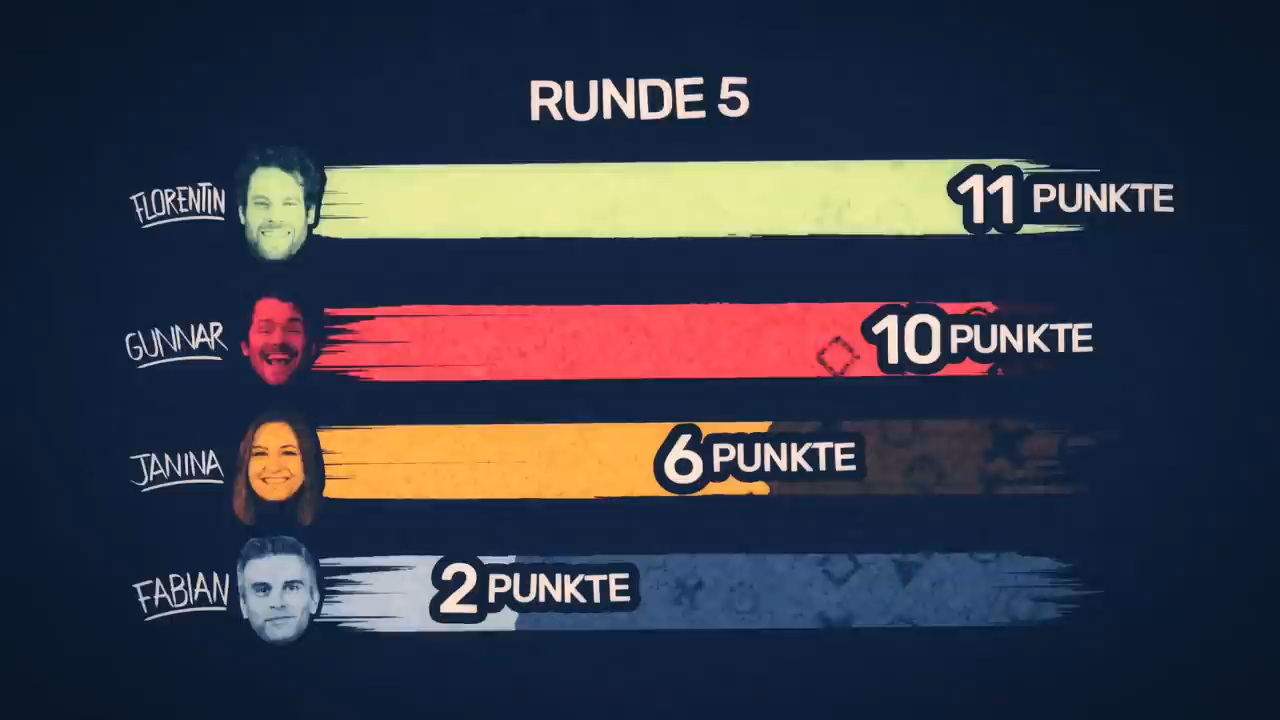 RUNDE 5
FLORENTIN 11 PUNKTE
GUNNAR 10 PUNKTE
JANINA 6 PUNKTE
FABIAN 2 PUNKTE